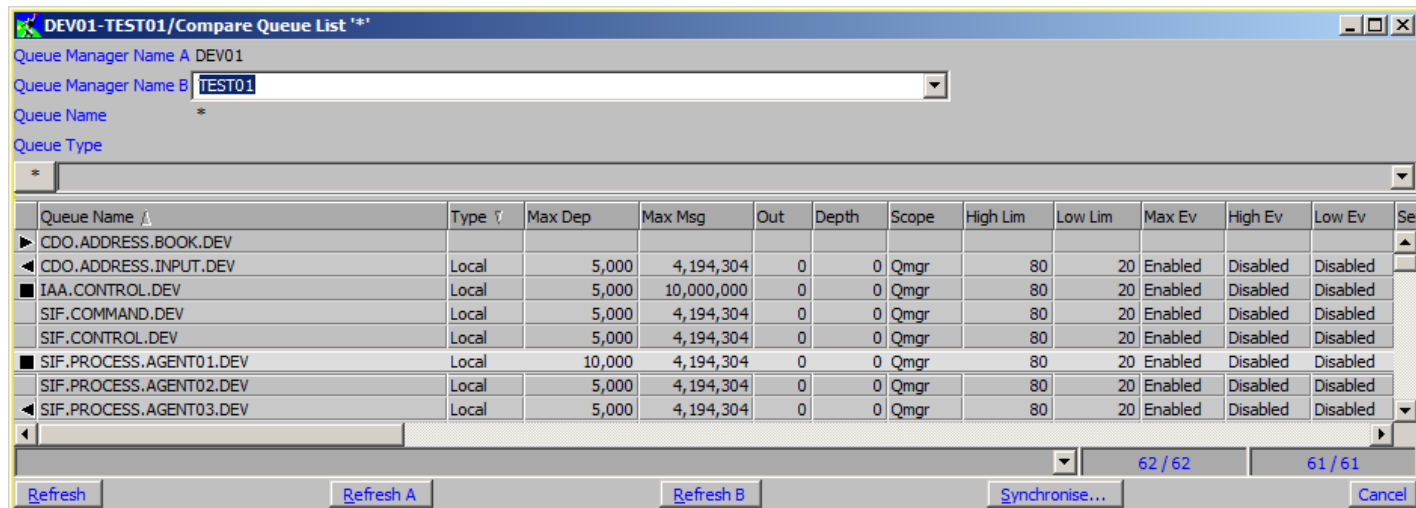 DEV01-TEST01/Compare Queue List '*'
Queue Manager Name A DEV01
Queue Manager Name B TEST01
Queue Name *
Queue Type
*
Queue Name Type Max Dep Max Msg Out Depth Scope High Lim Low Lim Max Ev High Ev Low Ev Se
CDO.ADDRESS.BOOK.DEV
CDO.ADDRESS.INPUT.DEV Local 5,000 4,194,304 0 0 Qmgr 80 20 Enabled Disabled Disabled
IAA.CONTROL.DEV Local 5,000 10,000,000 0 0 Qmgr 80 20 Enabled Disabled Disabled
SIF.COMMAND.DEV Local 5,000 4,194,304 0 0 Qmgr 80 20 Enabled Disabled Disabled
SIF.CONTROL.DEV Local 5,000 4,194,304 0 0 Qmgr 80 20 Enabled Disabled Disabled
SIF.PROCESS.AGENT01.DEV Local 10,000 4,194,304 0 0 Qmgr 80 20 Enabled Disabled Disabled
SIF.PROCESS.AGENT02.DEV Local 5,000 4,194,304 0 0 Qmgr 80 20 Enabled Disabled Disabled
SIF.PROCESS.AGENT03.DEV Local 5,000 4,194,304 0 0 Qmgr 80 20 Enabled Disabled Disabled
62/62 61/61
Refresh Refresh A Refresh B Synchronise... Cancel